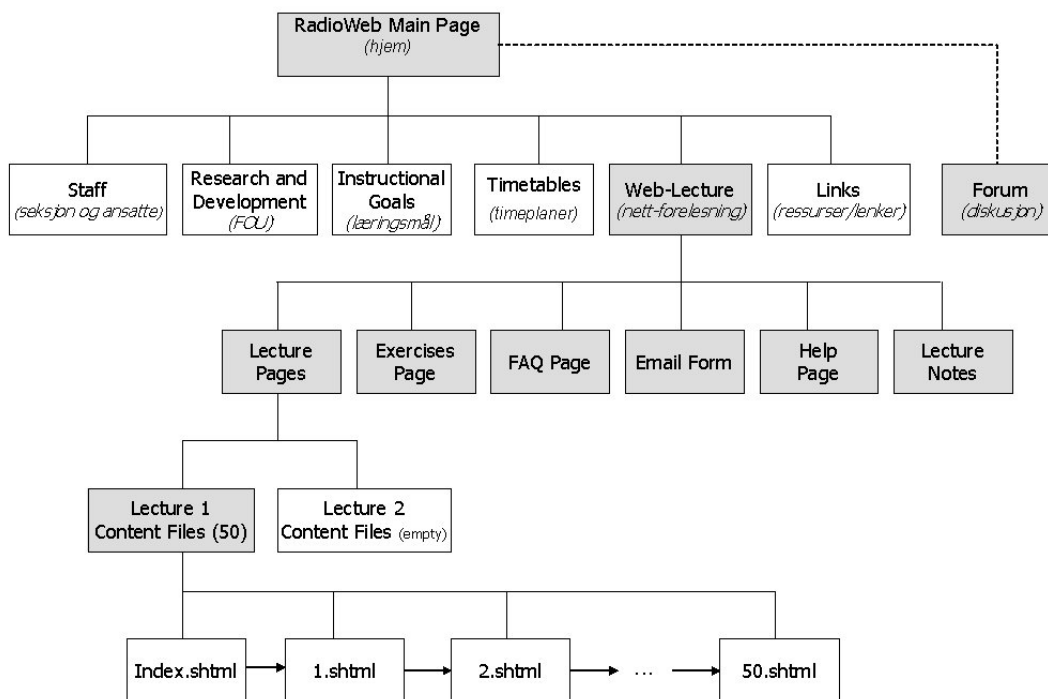 RadioWeb Main Page
(hjem)
Staff
(seksjon og ansatte)
Research and
Development
(FOU)
Instructional
Goals
(læringsmål)
Timetables
(timeplaner)
Web-Lecture
(nett-forelesning)
Links
(ressurser/lenker)
Forum
(diskusjon)
Lecture
Pages
Exercises
Page
FAQ Page
Email Form
Help
Page
Lecture
Notes
Lecture 1
Content Files (50)
Lecture 2
Content Files (empty)
Index.shtml
1.shtml
2.shtml
...
50.shtml